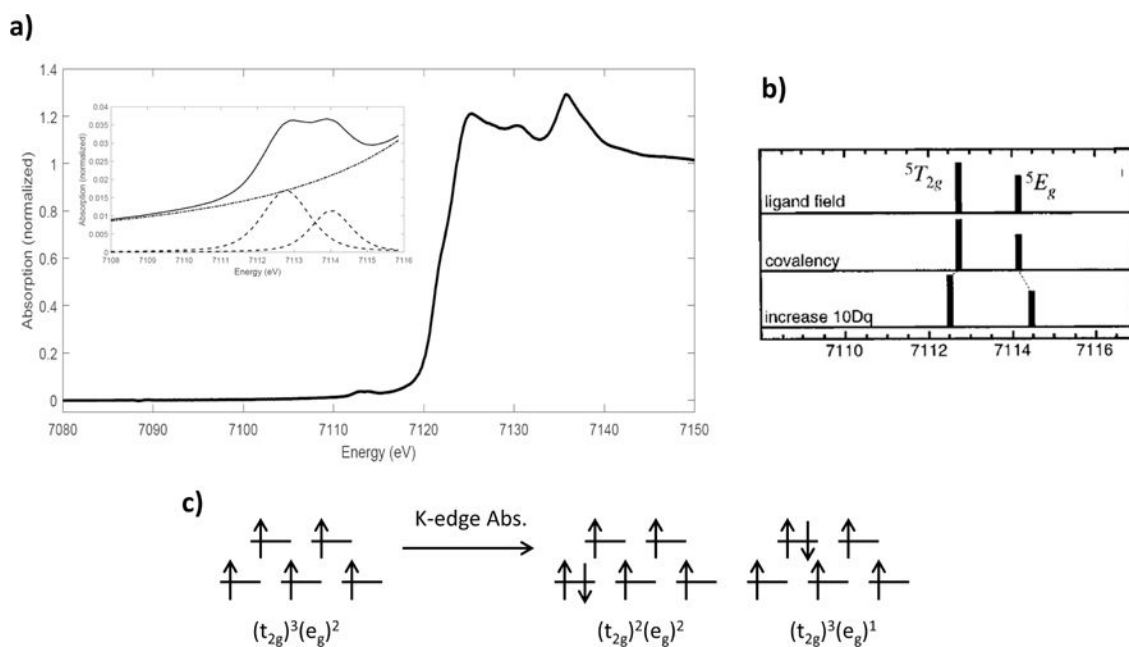 a)
1.4
1.2
1
0.8
0.6
0.4
0.2
0
Absorption (normalized)
7080 7090 7100 7110 7120 7130 7140 7150
Energy (eV)
0.04
0.035
0.03
0.025
0.02
0.015
0.01
0.005
0
Absorption (normalized)
7108 7109 7110 7111 7112 7113 7114 7115 7116
Energy (eV)
b)
⁵T₂g ⁵Eg
ligand field
covalency
increase 10Dq
7110 7112 7114 7116
c)
K-edge Abs.
(t₂g)³(eg)² (t₂g)²(eg)² (t₂g)³(eg)¹